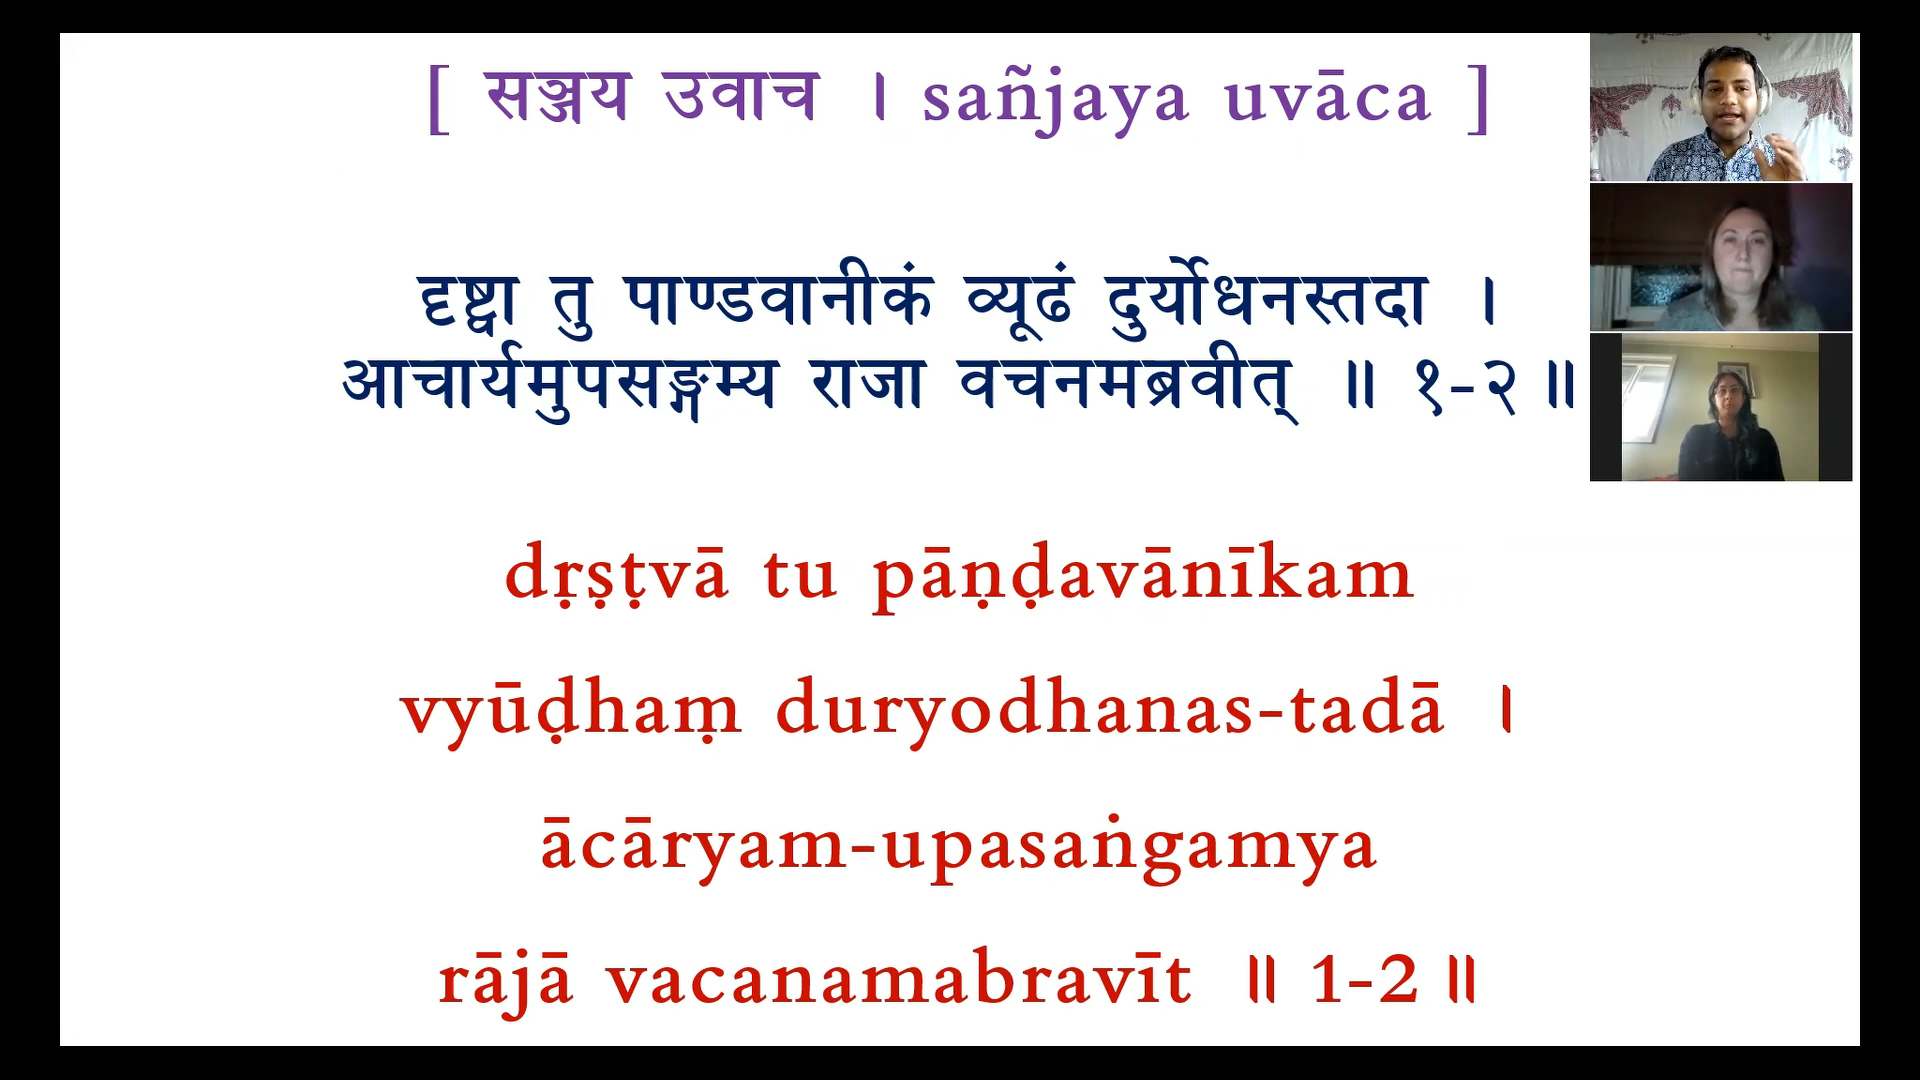 [ सञ्जय उवाच । sañjaya uvāca ]
दृष्ट्वा तु पाण्डवानीकं व्यूढं दुर्योधनस्तदा ।
आचार्यमुपसङ्गम्य राजा वचनमब्रवीत् ॥ १-२ ॥
dṛṣṭvā tu pāṇḍavānīkam
vyūḍhaṃ duryodhanas-tadā ।
ācāryam-upasaṅgamya
rājā vacanamabravīt ॥ 1-2 ॥